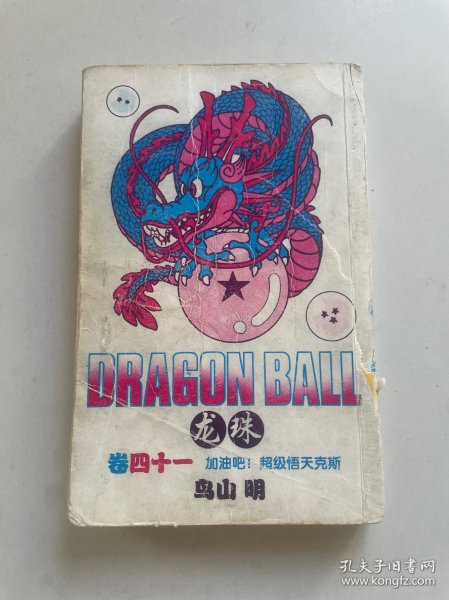 DRAGON BALL
龙珠
卷四十一 加油吧！超级悟天克斯
鸟山 明
孔夫子旧书网
www.kongfz.com